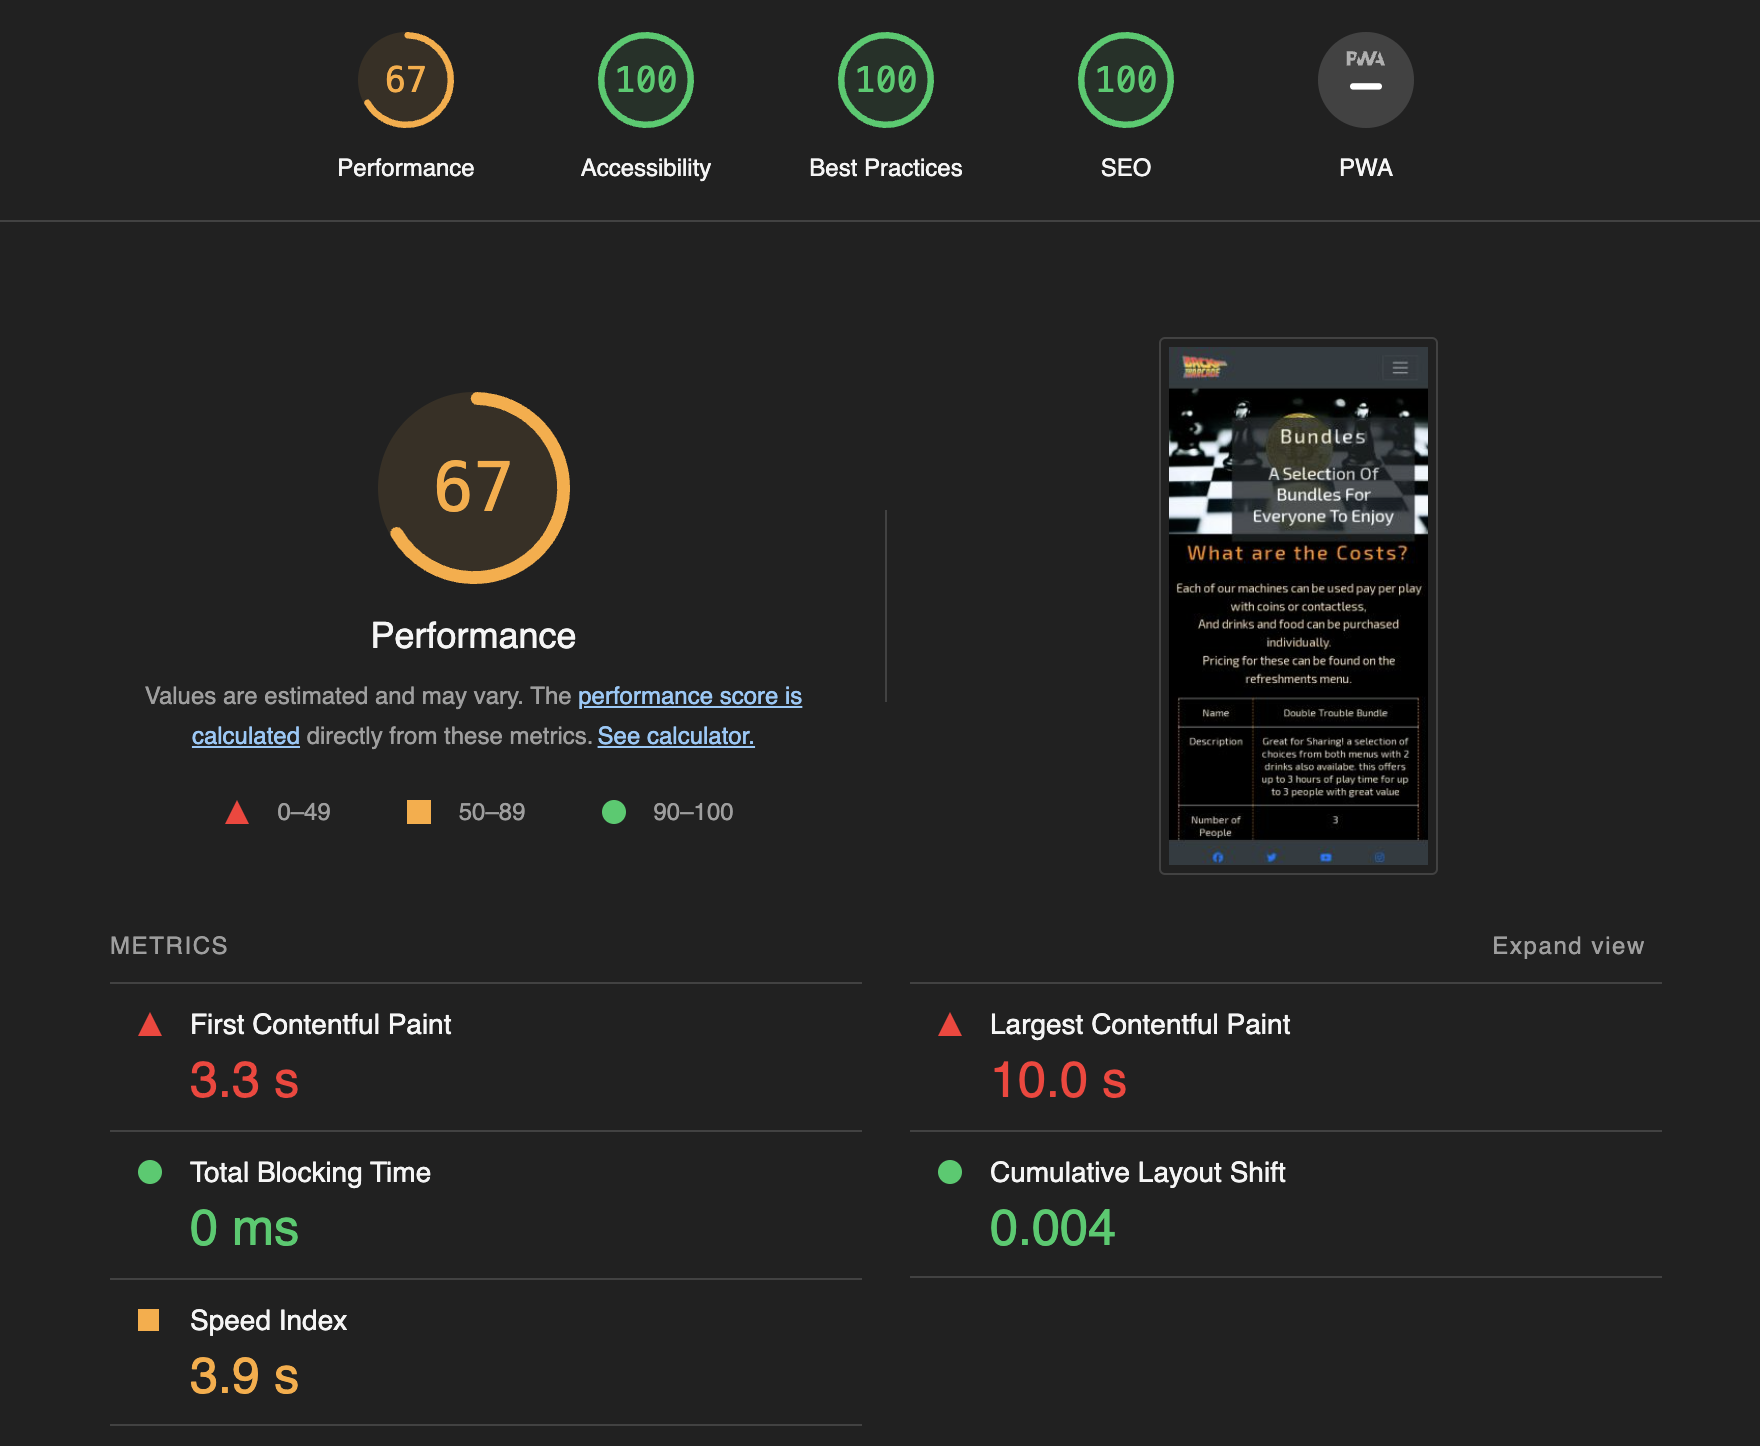 67
100
100
100
PWA
Performance
Accessibility
Best Practices
SEO
PWA
67
Performance
Values are estimated and may vary. The performance score is
calculated directly from these metrics. See calculator.
0–49
50–89
90–100
BACK
TO THE ARCADE
Bundles
A Selection Of
Bundles For
Everyone To Enjoy
What are the Costs?
Each of our machines can be used pay per play
with coins or contactless,
And drinks and food can be purchased
individually.
Pricing for these can be found on the
refreshments menu.
Name
Double Trouble Bundle
Description
Great for Sharing! a selection of
choices from both menus with 2
drinks also availabe. this offers
up to 3 hours of play time for up
to 3 people with great value
Number of
People
3
METRICS
Expand view
First Contentful Paint
3.3 s
Largest Contentful Paint
10.0 s
Total Blocking Time
0 ms
Cumulative Layout Shift
0.004
Speed Index
3.9 s